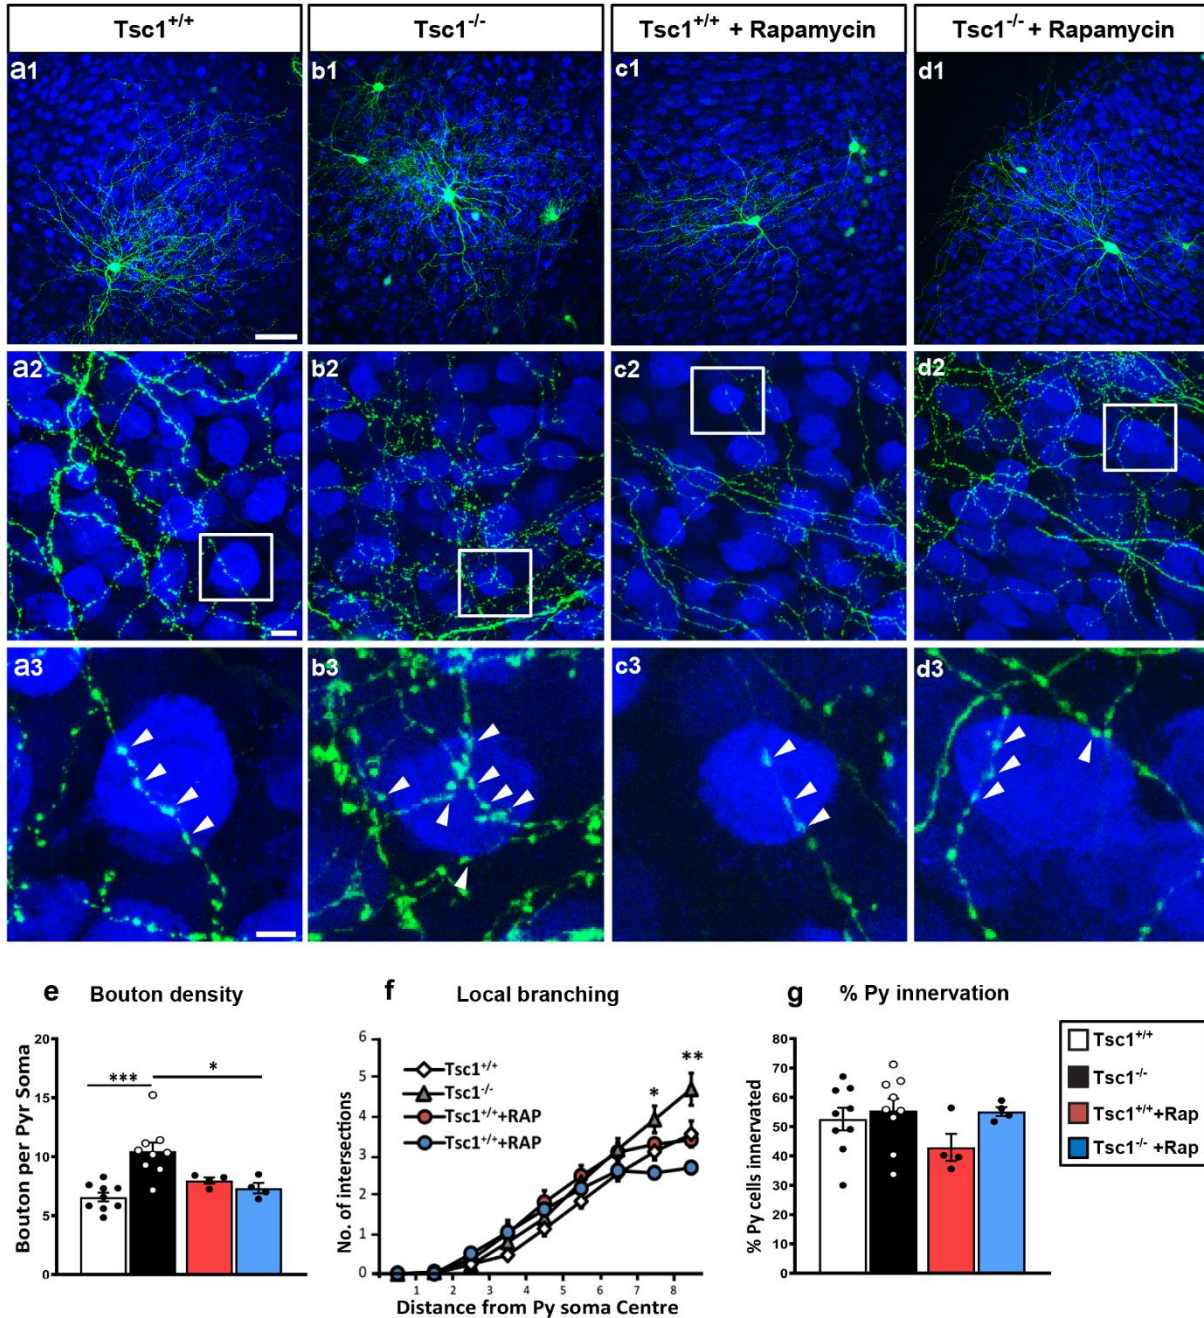 Tsc1+/+
Tsc1-/-
Tsc1+/+ + Rapamycin
Tsc1-/- + Rapamycin
a1
b1
c1
d1
a2
b2
c2
d2
a3
b3
c3
d3
e Bouton density
Bouton per Pyr Soma
20
15
10
5
0
***
*
f Local branching
No. of intersections
6
5
4
3
2
1
0
Tsc1+/+
Tsc1-/-
Tsc1+/++RAP
Tsc1+/++RAP
*
**
1 2 3 4 5 6 7 8
Distance from Py soma Centre
g % Py innervation
% Py cells innervated
80
70
60
50
40
30
20
10
0
Tsc1+/+
Tsc1-/-
Tsc1+/++Rap
Tsc1-/- +Rap